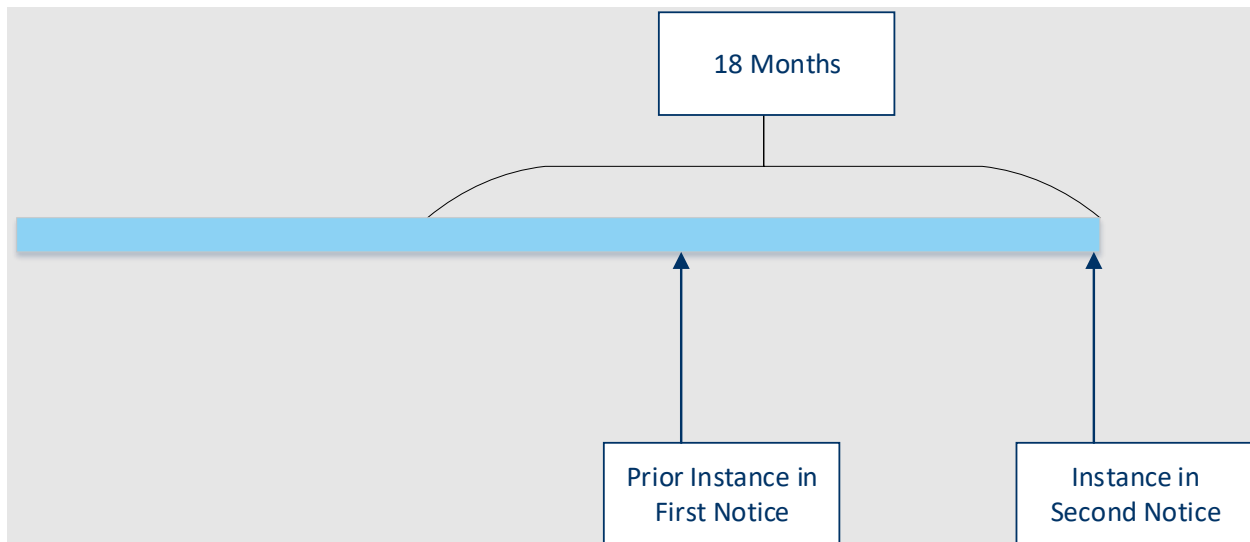 18 Months
Prior Instance in
First Notice
Instance in
Second Notice